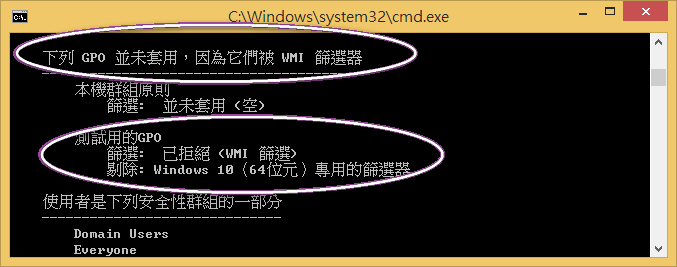 C:\Windows\system32\cmd.exe
下列 GPO 並未套用，因為它們被 WMI 篩選器
----------------------------------------
本機群組原則
篩選: 並未套用 (空)
測試用的GPO
篩選: 已拒絕 (WMI 篩選)
剔除: Windows 10（64位元）專用的篩選器
使用者是下列安全性群組的一部分
------------------------------
Domain Users
Everyone